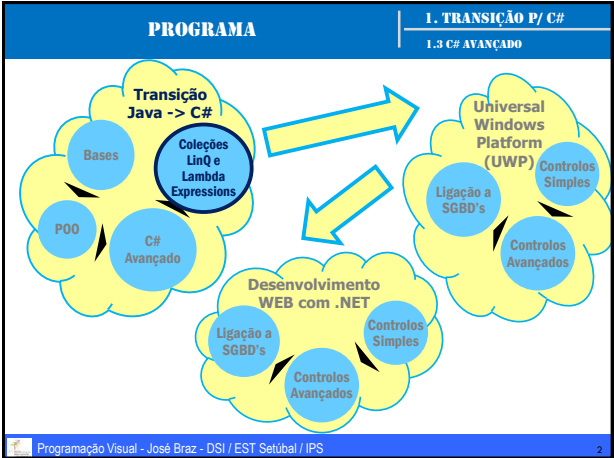 PROGRAMA
1. TRANSIÇÃO P/ C#
1.3 C# AVANÇADO
Transição
Java -> C#
Bases
Coleções
LinQ e
Lambda
Expressions
POO
C#
Avançado
Universal
Windows
Platform
(UWP)
Controlos
Simples
Ligação a
SGBD's
Controlos
Avançados
Desenvolvimento
WEB com .NET
Ligação a
SGBD's
Controlos
Simples
Controlos
Avançados
Programação Visual - José Braz - DSI / EST Setúbal / IPS
2